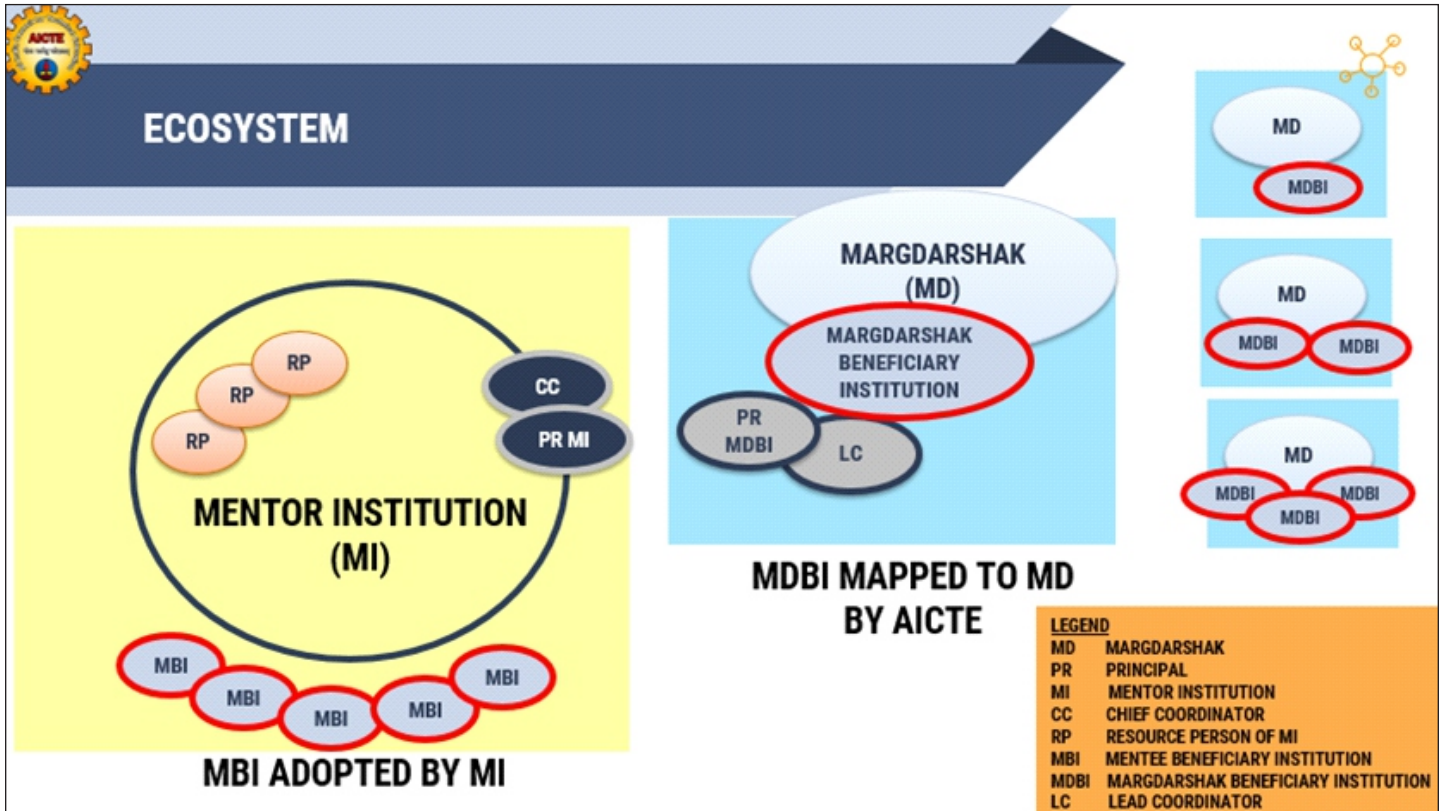 AICTE
ECOSYSTEM
RP
RP
RP
CC
PR MI
MENTOR INSTITUTION
(MI)
MBI
MBI
MBI
MBI
MBI
MBI ADOPTED BY MI
MARGDARSHAK
(MD)
MARGDARSHAK
BENEFICIARY
INSTITUTION
PR
MDBI
LC
MDBI MAPPED TO MD
BY AICTE
MD
MDBI
MD
MDBI
MDBI
MD
MDBI
MDBI
MDBI
LEGEND
MD MARGDARSHAK
PR PRINCIPAL
MI MENTOR INSTITUTION
CC CHIEF COORDINATOR
RP RESOURCE PERSON OF MI
MBI MENTEE BENEFICIARY INSTITUTION
MDBI MARGDARSHAK BENEFICIARY INSTITUTION
LC LEAD COORDINATOR